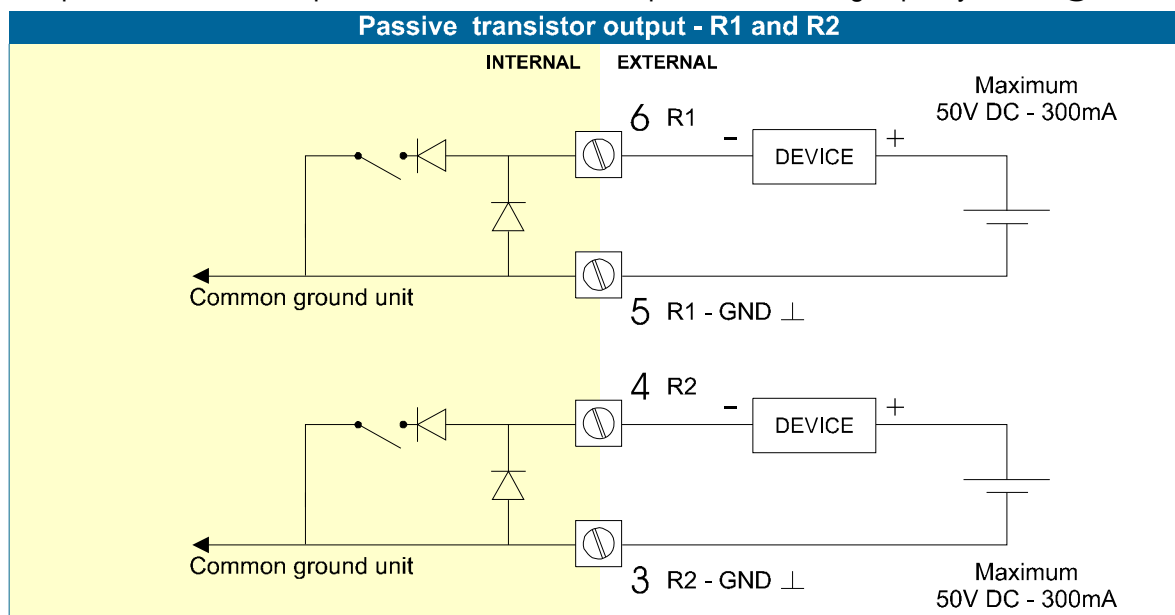 Passive transistor output - R1 and R2
INTERNAL EXTERNAL
Maximum
50V DC - 300mA
6 R1
- DEVICE +
Common ground unit
5 R1 - GND ⊥
4 R2
- DEVICE +
Common ground unit
3 R2 - GND ⊥
Maximum
50V DC - 300mA